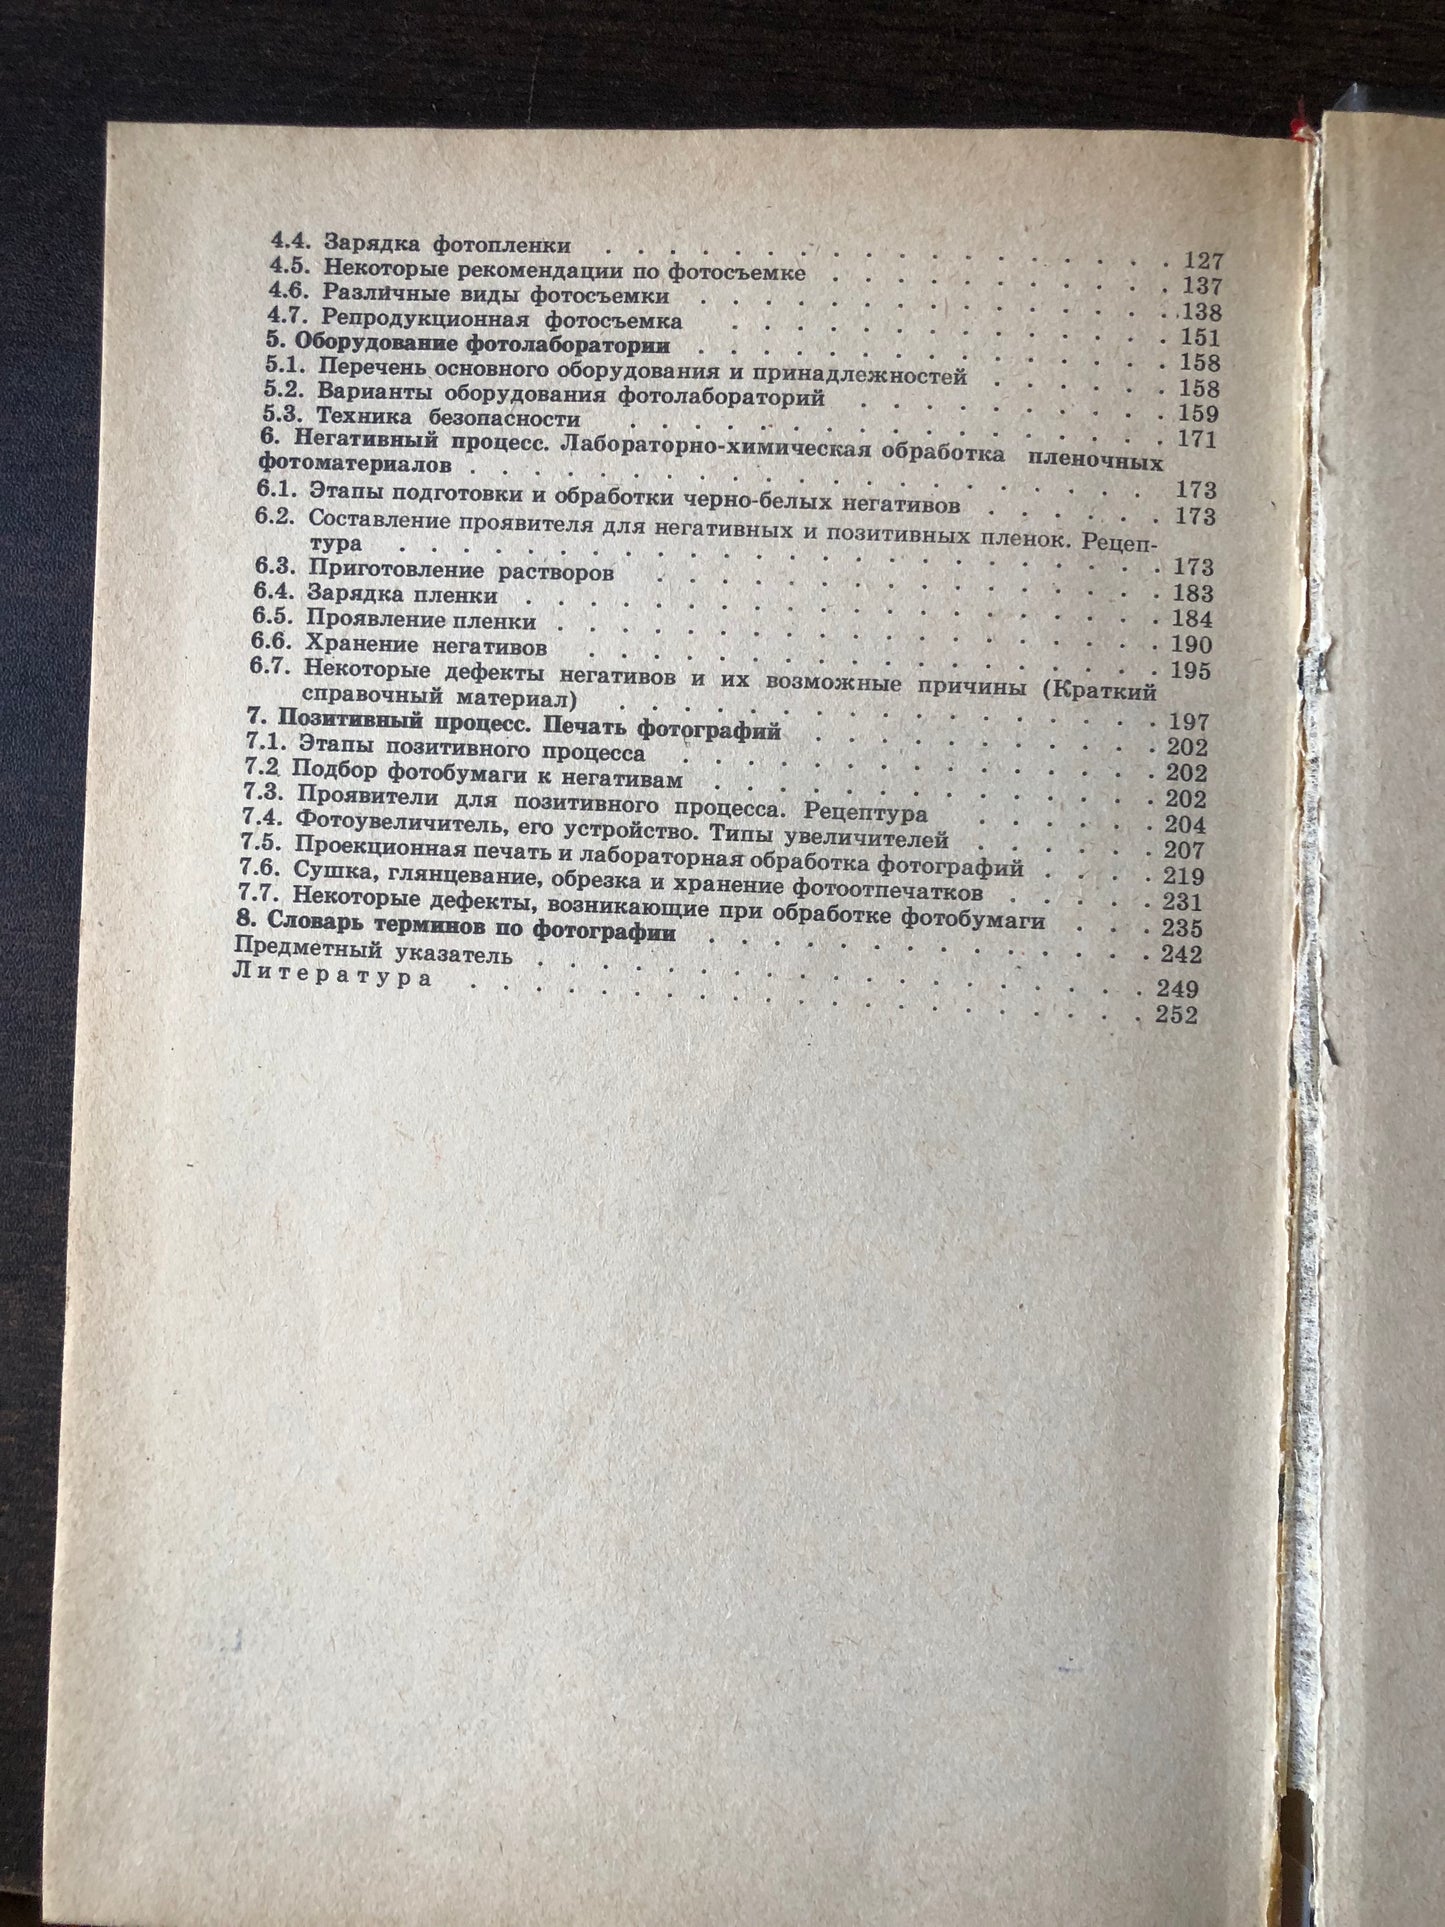 4.4. Зарядка фотопленки . . . . . . . . . . . . . . . . . . 127
4.5. Некоторые рекомендации по фотосъемке . . . . . . . . . . . 137
4.6. Различные виды фотосъемки . . . . . . . . . . . . . . . 138
4.7. Репродукционная фотосъемка . . . . . . . . . . . . . . 151
5. Оборудование фотолаборатории . . . . . . . . . . . . . . . 158
5.1. Перечень основного оборудования и принадлежностей . . . . . . 158
5.2. Варианты оборудования фотолабораторий . . . . . . . . . . 159
5.3. Техника безопасности . . . . . . . . . . . . . . . . . 171
6. Негативный процесс. Лабораторно-химическая обработка пленочных
фотоматериалов . . . . . . . . . . . . . . . . . . . . . 173
6.1. Этапы подготовки и обработки черно-белых негативов . . . . . . 173
6.2. Составление проявителя для негативных и позитивных пленок. Рецеп-
тура . . . . . . . . . . . . . . . . . . . . . . . . 173
6.3. Приготовление растворов . . . . . . . . . . . . . . . . 183
6.4. Зарядка пленки . . . . . . . . . . . . . . . . . . . . 184
6.5. Проявление пленки . . . . . . . . . . . . . . . . . . . 190
6.6. Хранение негативов . . . . . . . . . . . . . . . . . . 195
6.7. Некоторые дефекты негативов и их возможные причины (Краткий
справочный материал) . . . . . . . . . . . . . . . . . 197
7. Позитивный процесс. Печать фотографий . . . . . . . . . . . 202
7.1. Этапы позитивного процесса . . . . . . . . . . . . . . . 202
7.2 Подбор фотобумаги к негативам . . . . . . . . . . . . . . 202
7.3. Проявители для позитивного процесса. Рецептура . . . . . . 204
7.4. Фотоувеличитель, его устройство. Типы увеличителей . . . . . . 207
7.5. Проекционная печать и лабораторная обработка фотографий . . . . 219
7.6. Сушка, глянцевание, обрезка и хранение фотоотпечатков . . . . . 231
7.7. Некоторые дефекты, возникающие при обработке фотобумаги . . . 235
8. Словарь терминов по фотографии . . . . . . . . . . . . . . 242
Предметный указатель . . . . . . . . . . . . . . . . . . . 249
Литература . . . . . . . . . . . . . . . . . . . . . 252